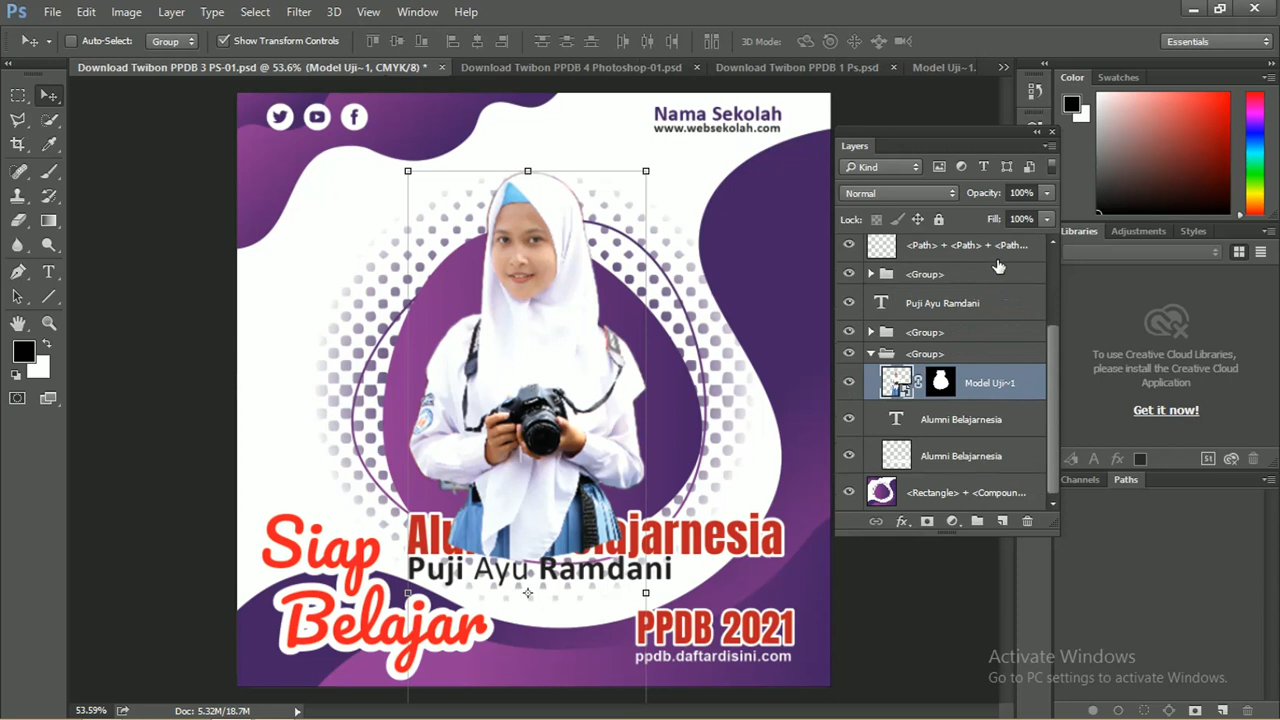 Ps File Edit Image Layer Type Select Filter 3D View Window Help
Auto-Select: Group Show Transform Controls 3D Mode: Essentials
Download Twibon PPDB 3 PS-01.psd @ 53.6% (Model Uji~1, CMYK/8) * × Download Twibon PPDB 4 Photoshop-01.psd × Download Twibon PPDB 1 Ps.psd × Model Uji~1.
Color Swatches
Nama Sekolah
www.websekolah.com
Layers
Kind
Normal Opacity: 100%
Lock: Fill: 100%
<Path> + <Path> + <Path...
<Group>
Puji Ayu Ramdani
<Group>
<Group>
Model Uji~1
Alumni Belajarnesia
Alumni Belajarnesia
<Rectangle> + <Compoun...
Libraries Adjustments Styles
To use Creative Cloud Libraries,
please install the Creative Cloud
Application
Get it now!
St
Channels Paths
Siap
Belajar
Puji Ayu Ramdani
PPDB 2021
ppdb.daftardisini.com
Activate Windows
Go to PC settings to activate Windows.
53.59% Doc: 5.32M/18.7M